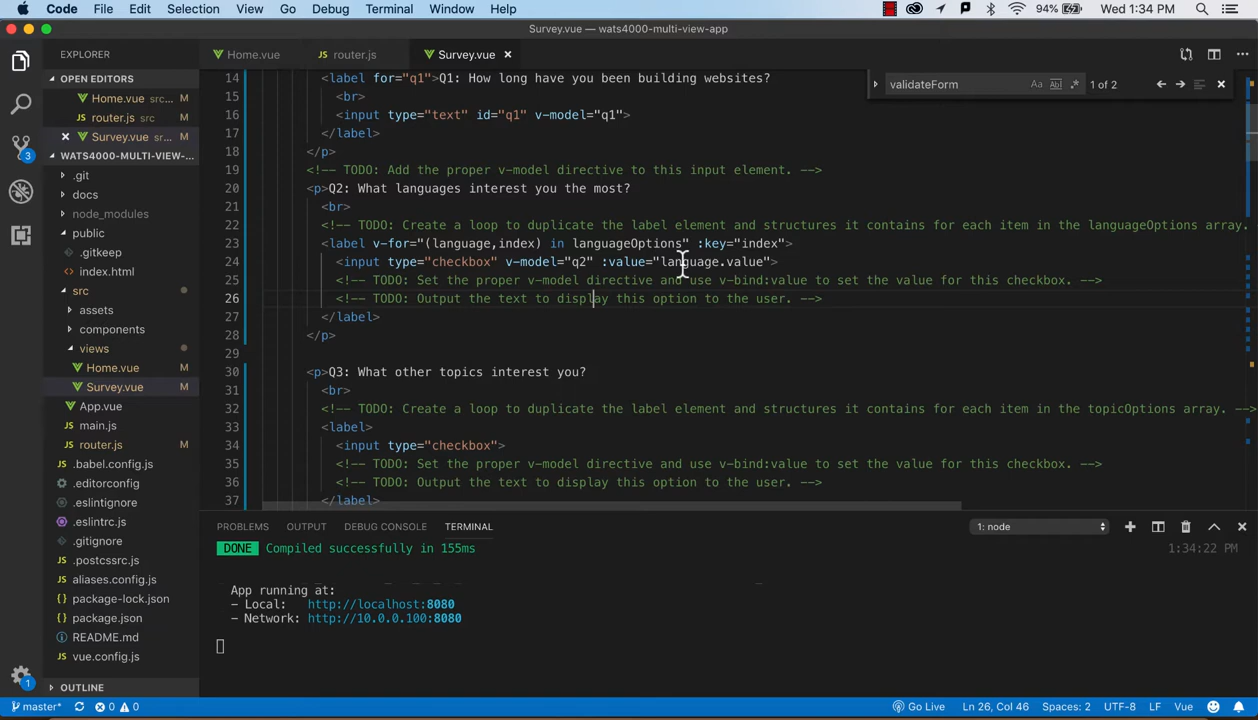 Code File Edit Selection View Go Debug Terminal Window Help 94% Wed 1:34 PM
Survey.vue — wats4000-multi-view-app
EXPLORER
OPEN EDITORS
Home.vue src... M
router.js src M
Survey.vue sr... M
WATS4000-MULTI-VIEW-...
.git
docs
node_modules
public
.gitkeep
index.html
src
assets
components
views
Home.vue M
Survey.vue M
App.vue
main.js
router.js M
.babel.config.js
.editorconfig
.eslintignore
.eslintrc.js
.gitignore
.postcssrc.js
aliases.config.js
package-lock.json
package.json
README.md
vue.config.js
OUTLINE
3
1
Home.vue router.js Survey.vue
validateForm Aa Abl .* 1 of 2
14 <label for="q1">Q1: How long have you been building websites?
15 <br>
16 <input type="text" id="q1" v-model="q1">
17 </label>
18 </p>
19 <!-- TODO: Add the proper v-model directive to this input element. -->
20 <p>Q2: What languages interest you the most?
21 <br>
22 <!-- TODO: Create a loop to duplicate the label element and structures it contains for each item in the languageOptions array.
23 <label v-for="(language,index) in languageOptions" :key="index">
24 <input type="checkbox" v-model="q2" :value="language.value">
25 <!-- TODO: Set the proper v-model directive and use v-bind:value to set the value for this checkbox. -->
26 <!-- TODO: Output the text to display this option to the user. -->
27 </label>
28 </p>
29
30 <p>Q3: What other topics interest you?
31 <br>
32 <!-- TODO: Create a loop to duplicate the label element and structures it contains for each item in the topicOptions array. -->
33 <label>
34 <input type="checkbox">
35 <!-- TODO: Set the proper v-model directive and use v-bind:value to set the value for this checkbox. -->
36 <!-- TODO: Output the text to display this option to the user. -->
37 </label>
PROBLEMS OUTPUT DEBUG CONSOLE TERMINAL 1: node
DONE Compiled successfully in 155ms 1:34:22 PM
App running at:
- Local: http://localhost:8080
- Network: http://10.0.0.100:8080
master* 0 0 Go Live Ln 26, Col 46 Spaces: 2 UTF-8 LF Vue